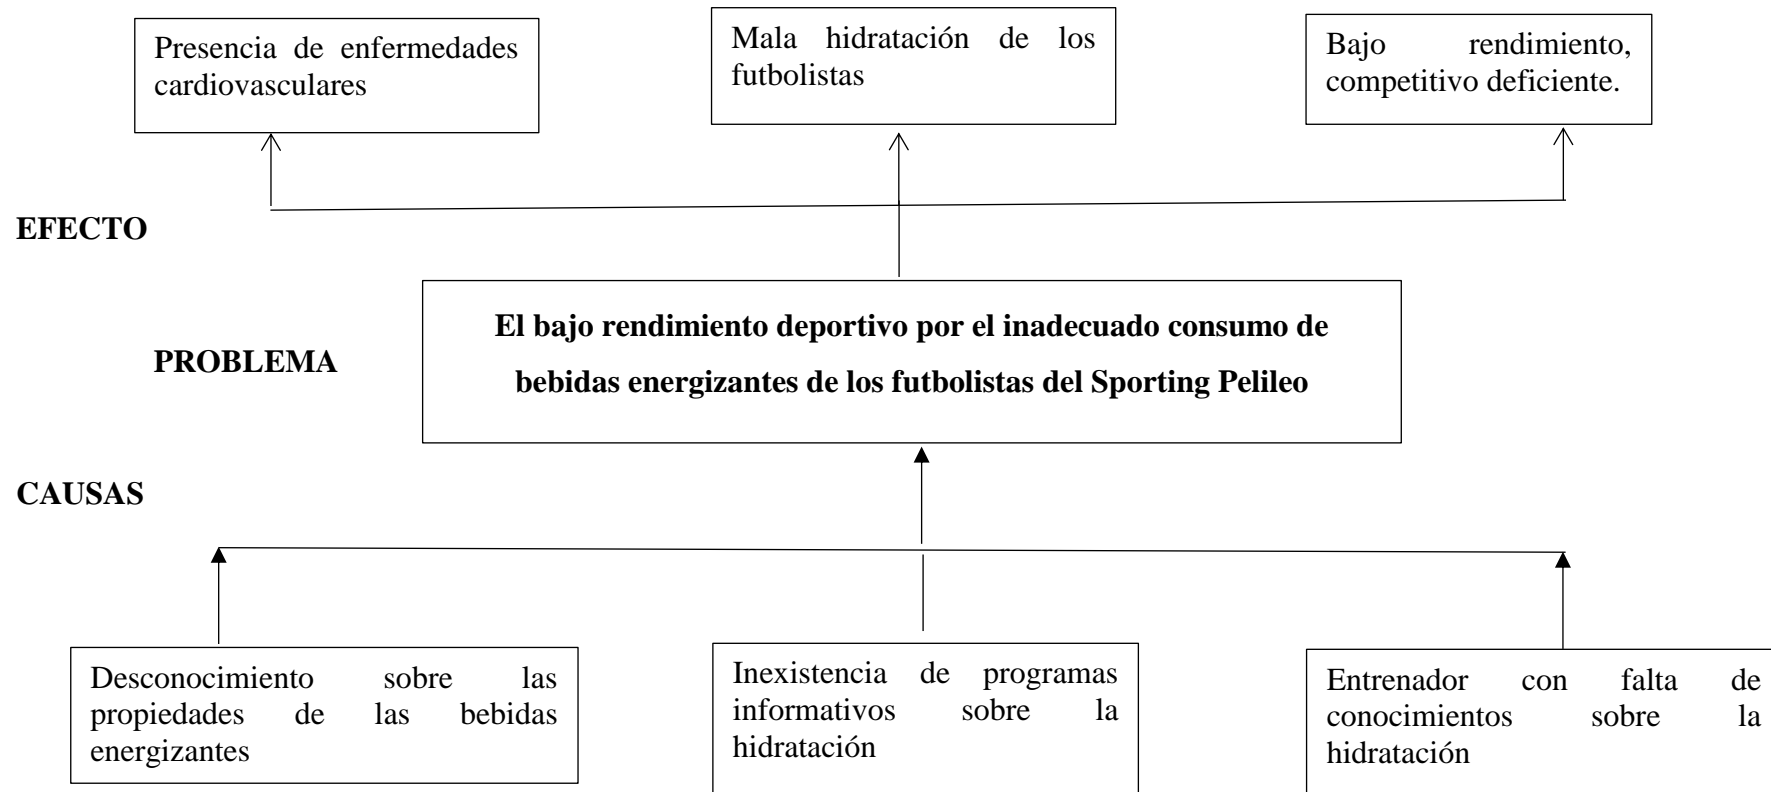 Presencia de enfermedades
cardiovasculares
Mala hidratación de los
futbolistas
Bajo rendimiento,
competitivo deficiente.
EFECTO
El bajo rendimiento deportivo por el inadecuado consumo de
bebidas energizantes de los futbolistas del Sporting Pelileo
PROBLEMA
CAUSAS
Desconocimiento sobre las
propiedades de las bebidas
energizantes
Inexistencia de programas
informativos sobre la
hidratación
Entrenador con falta de
conocimientos sobre la
hidratación